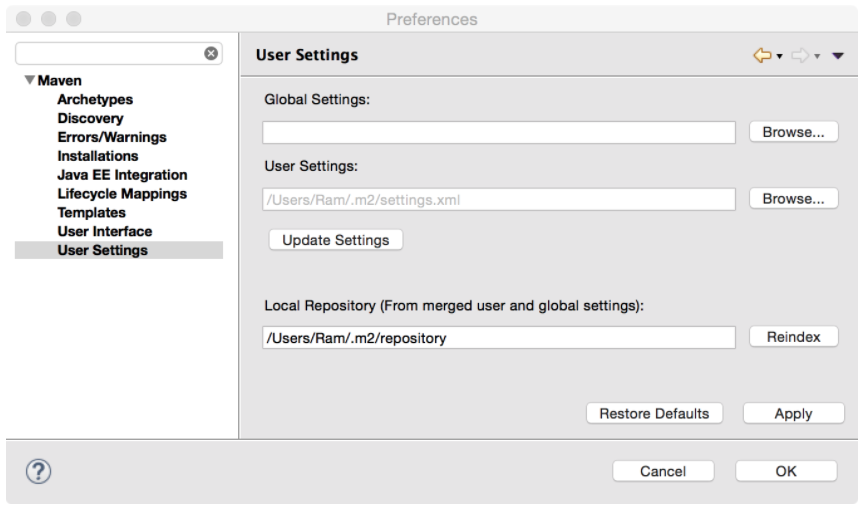 Preferences
Maven
Archetypes
Discovery
Errors/Warnings
Installations
Java EE Integration
Lifecycle Mappings
Templates
User Interface
User Settings
User Settings
Global Settings:
Browse...
User Settings:
/Users/Ram/.m2/settings.xml
Browse...
Update Settings
Local Repository (From merged user and global settings):
/Users/Ram/.m2/repository
Reindex
Restore Defaults
Apply
?
Cancel
OK